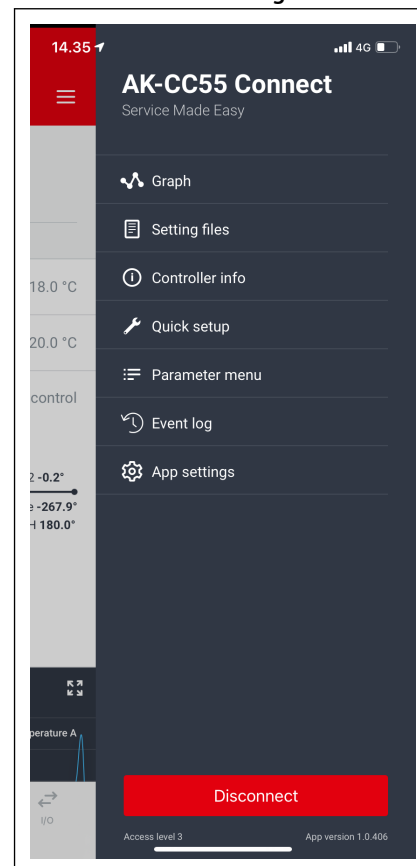 14.35
4G
AK-CC55 Connect
Service Made Easy
Graph
Setting files
18.0 °C
Controller info
Quick setup
20.0 °C
Parameter menu
control
Event log
App settings
2 -0.2°
e -267.9°
H 180.0°
perature A
Disconnect
I/O
Access level 3
App version 1.0.406